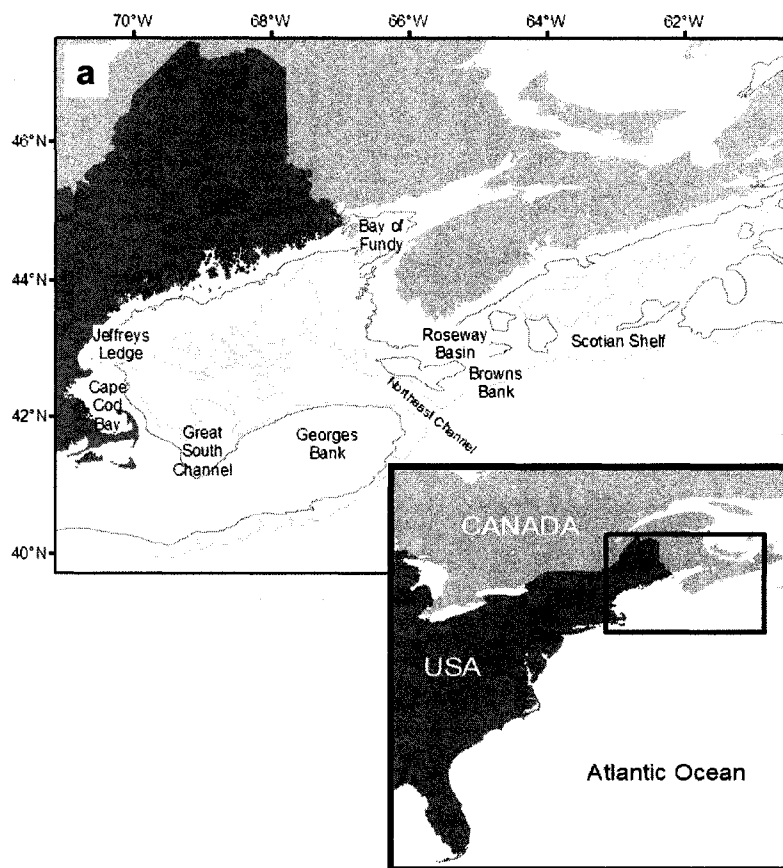 70°W 68°W 66°W 64°W 62°W
a
46°N
44°N
42°N
40°N
Bay of
Fundy
Jeffreys
Ledge
Roseway
Basin
Scotian Shelf
Browns
Bank
Cape
Cod
Bay
Northeast Channel
Great
South
Channel
Georges
Bank
CANADA
USA
Atlantic Ocean